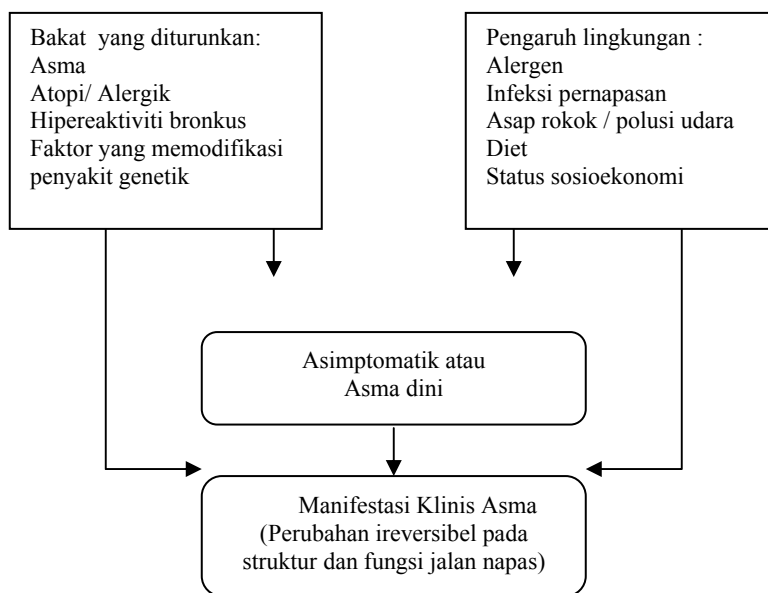 Bakat  yang diturunkan:
Asma
Atopi/ Alergik
Hipereaktiviti bronkus
Faktor yang memodifikasi
penyakit genetik
Pengaruh lingkungan :
Alergen
Infeksi pernapasan
Asap rokok / polusi udara
Diet
Status sosioekonomi
Asimptomatik atau
Asma dini
Manifestasi Klinis Asma
(Perubahan ireversibel pada
struktur dan fungsi jalan napas)